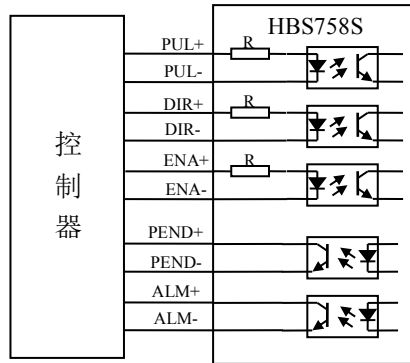 HBS758S
PUL+
R
PUL-
DIR+
R
DIR-
ENA+
R
ENA-
PEND+
PEND-
ALM+
ALM-
控
制
器